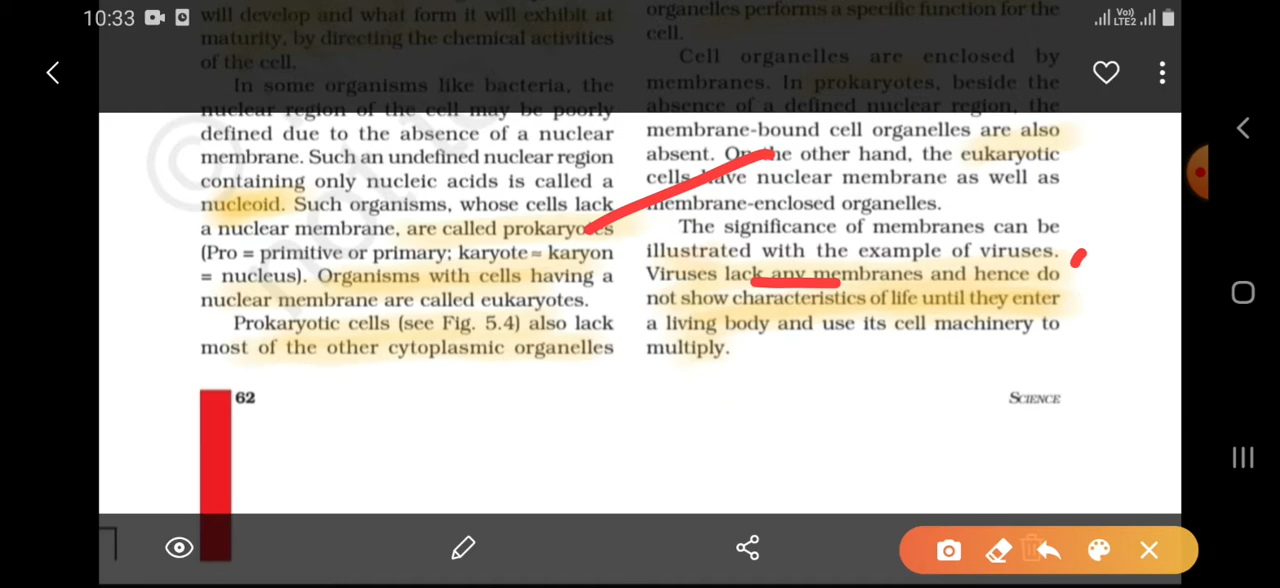 10:33
Vo)
LTE2
will develop and what form it will exhibit at
maturity, by directing the chemical activities
of the cell.
In some organisms like bacteria, the
nuclear region of the cell may be poorly
defined due to the absence of a nuclear
membrane. Such an undefined nuclear region
containing only nucleic acids is called a
nucleoid. Such organisms, whose cells lack
a nuclear membrane, are called prokaryotes
(Pro = primitive or primary; karyote ≈ karyon
= nucleus). Organisms with cells having a
nuclear membrane are called eukaryotes.
Prokaryotic cells (see Fig. 5.4) also lack
most of the other cytoplasmic organelles
organelles performs a specific function for the
cell.
Cell organelles are enclosed by
membranes. In prokaryotes, beside the
absence of a defined nuclear region, the
membrane-bound cell organelles are also
absent. On the other hand, the eukaryotic
cells have nuclear membrane as well as
membrane-enclosed organelles.
The significance of membranes can be
illustrated with the example of viruses.
Viruses lack any membranes and hence do
not show characteristics of life until they enter
a living body and use its cell machinery to
multiply.
62
SCIENCE